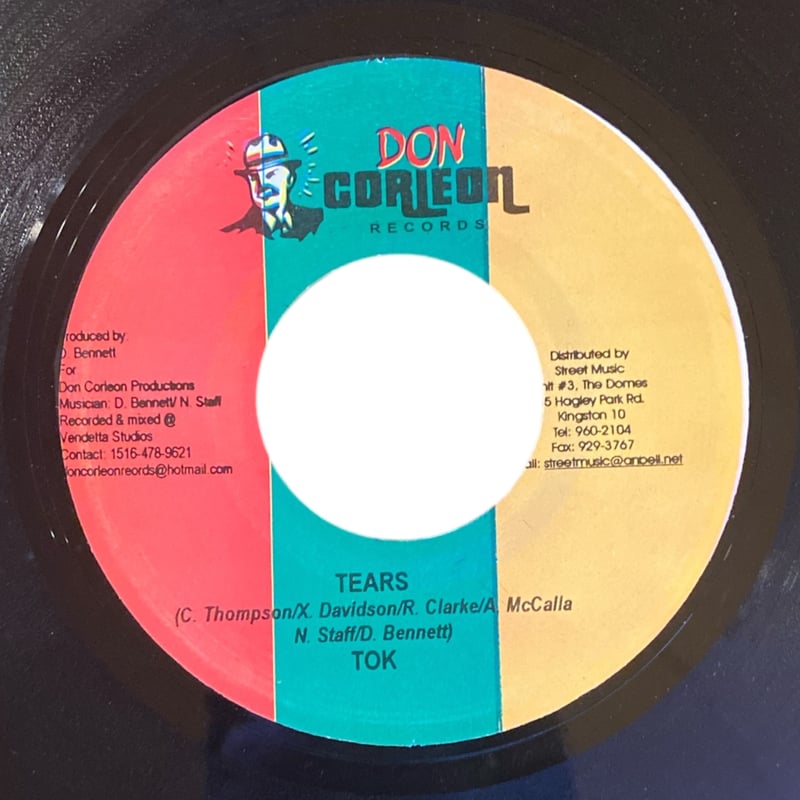 DON
CORLEON
RECORDS
roduced by:
D. Bennett
For
Don Corleon Productions
Musician: D. Bennett/ N. Staff
Recorded & mixed @
Vendetta Studios
Contact: 1516-478-9621
doncorleonreords@hotmail.com
Distributed by
Street Music
nit #3, The Domes
5 Hagley Park Rd.
Kingston 10
Tel: 960-2104
Fax: 929-3767
ail: streetmusic@anbell.net
TEARS
(C. Thompson/X. Davidson/R. Clarke/A. McCalla
N. Staff/D. Bennett)
TOK